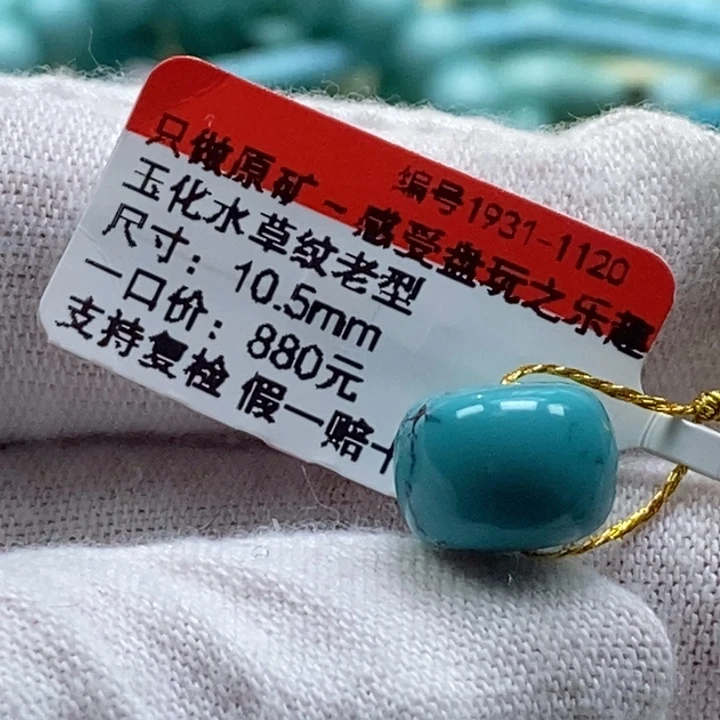 编号1931-1120
只做原矿~感受盘玩之乐趣
玉化水草纹老型
尺寸：10.5mm
一口价：880元
支持复检 假一赔十